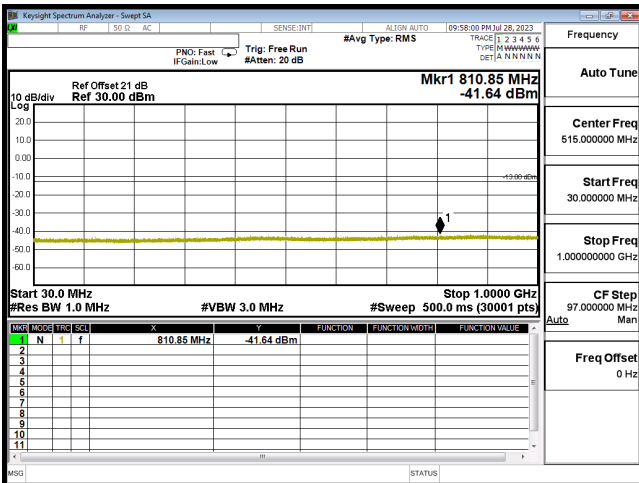 Keysight Spectrum Analyzer - Swept SA
RF 50 Ω AC SENSE:INT ALIGN AUTO 09:58:00 PM Jul 28, 2023
#Avg Type: RMS
TRACE 1 2 3 4 5 6
PNO: Fast Trig: Free Run
TYPE M WWWWW
IFGain:Low #Atten: 20 dB
DET A N N N N N
Mkr1 810.85 MHz
-41.64 dBm
Ref Offset 21 dB
10 dB/div Ref 30.00 dBm
Log
20.0
10.0
0.00
-10.0
-13.00 dBm
-20.0
-30.0
1
-40.0
-50.0
-60.0
Start 30.0 MHz Stop 1.0000 GHz
#Res BW 1.0 MHz #VBW 3.0 MHz #Sweep 500.0 ms (30001 pts)
MKR MODE TRC SCL X Y FUNCTION FUNCTION WIDTH FUNCTION VALUE
1 N 1 f 810.85 MHz -41.64 dBm
2
3
4
5
6
7
8
9
10
11
MSG STATUS
Frequency
Auto Tune
Center Freq
515.000000 MHz
Start Freq
30.000000 MHz
Stop Freq
1.000000000 GHz
CF Step
97.000000 MHz
Auto Man
Freq Offset
0 Hz